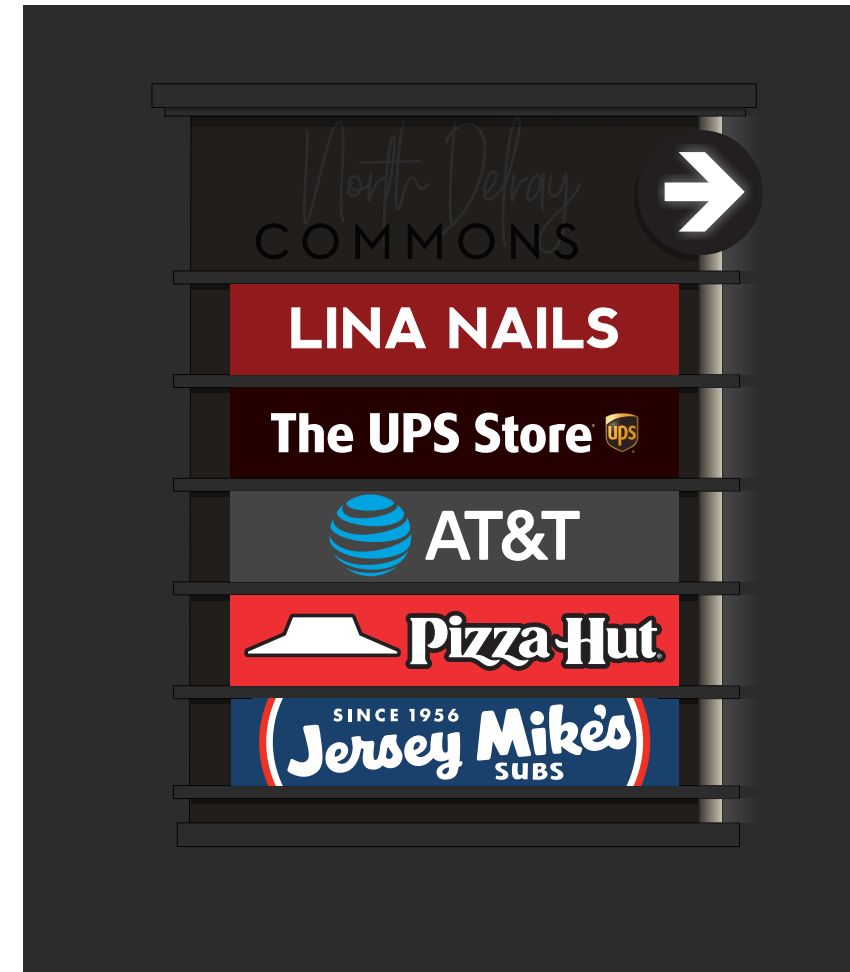 North Delray
COMMONS
LINA NAILS
The UPS Store ups
AT&T
Pizza Hut
SINCE 1956
Jersey Mike's
SUBS